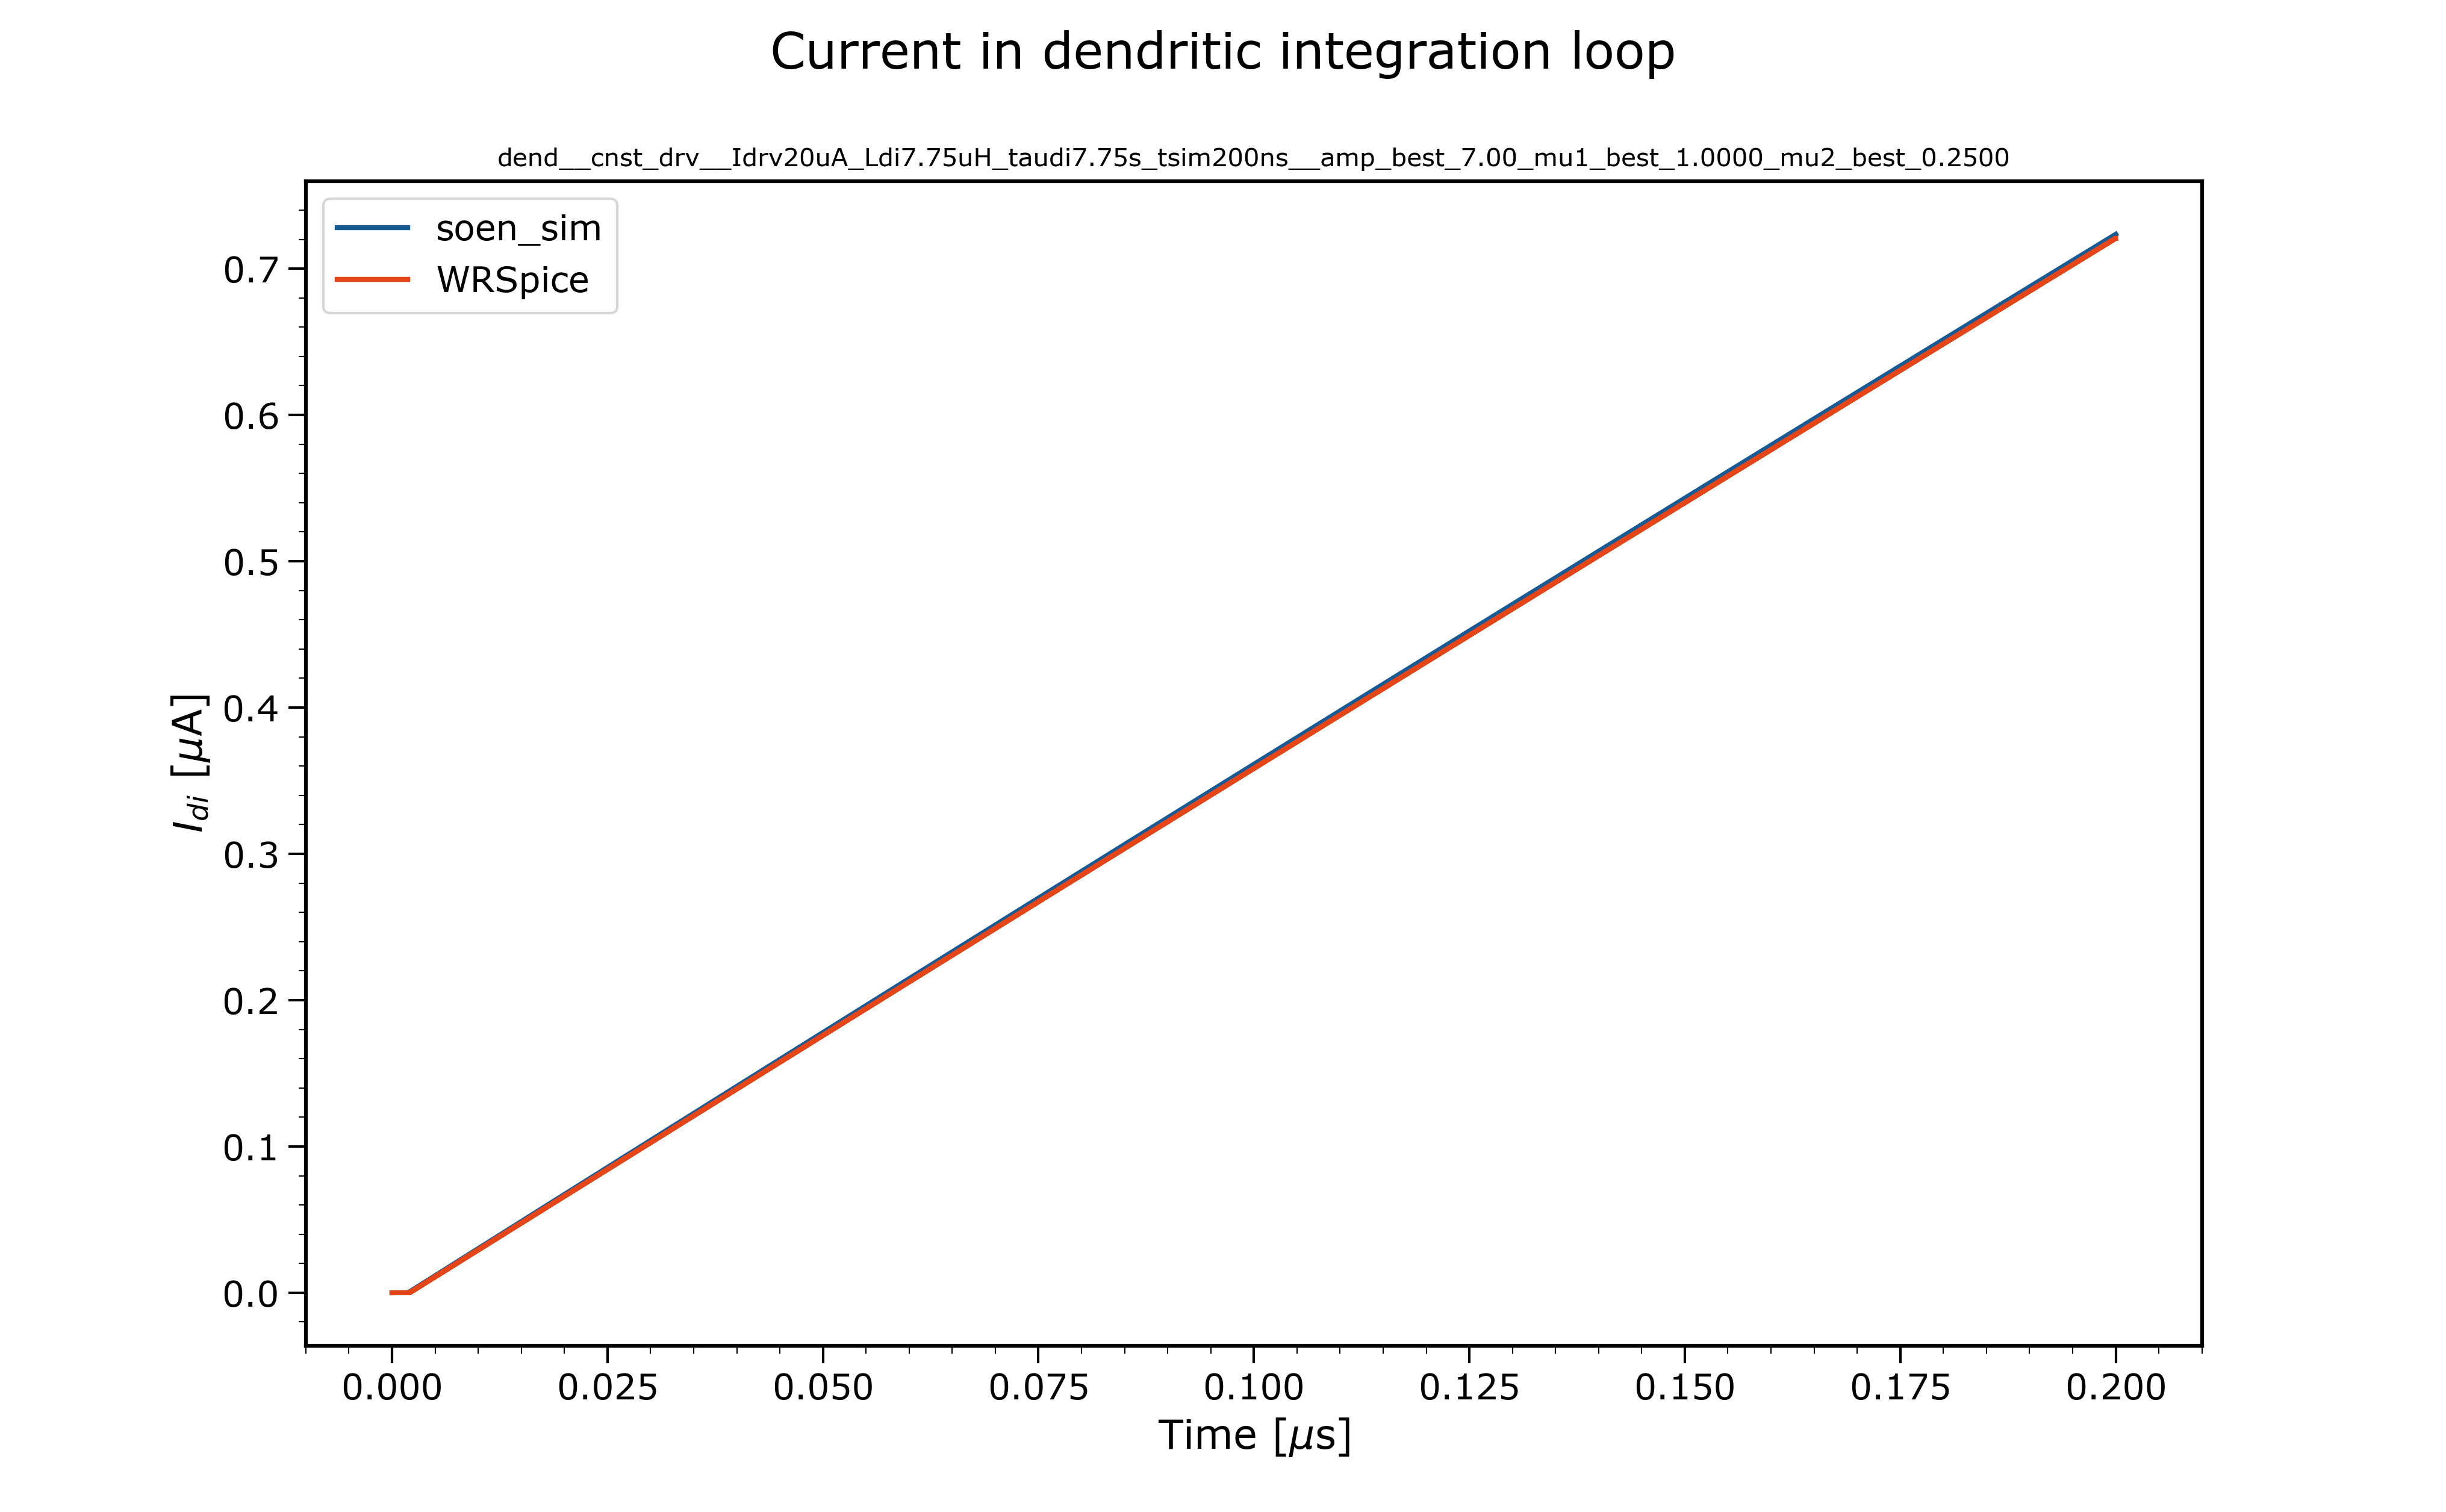 Current in dendritic integration loop
dend__cnst_drv__Idrv20uA_Ldi7.75uH_taudi7.75s_tsim200ns__amp_best_7.00_mu1_best_1.0000_mu2_best_0.2500
soen_sim
WRSpice
0.7
0.6
0.5
0.4
0.3
0.2
0.1
0.0
I_di [μA]
0.000 0.025 0.050 0.075 0.100 0.125 0.150 0.175 0.200
Time [μs]